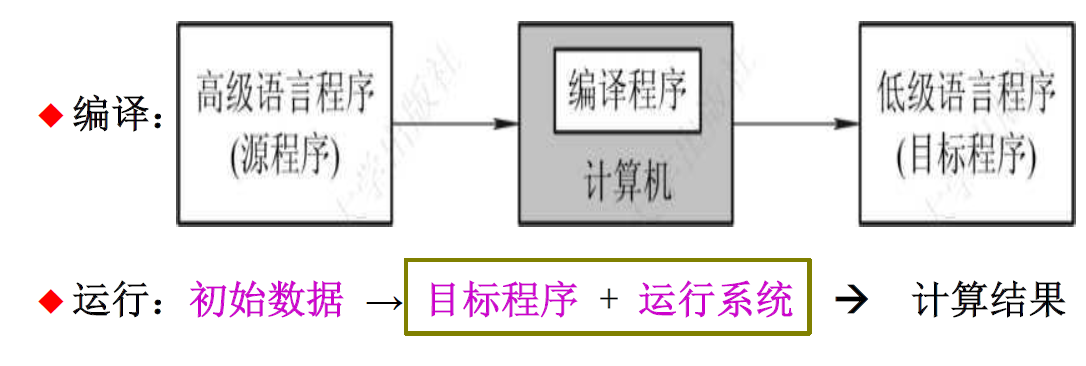 ◆ 编译：
高级语言程序
(源程序)
编译程序
计算机
低级语言程序
(目标程序)
◆ 运行：初始数据 → 目标程序 + 运行系统 → 计算结果